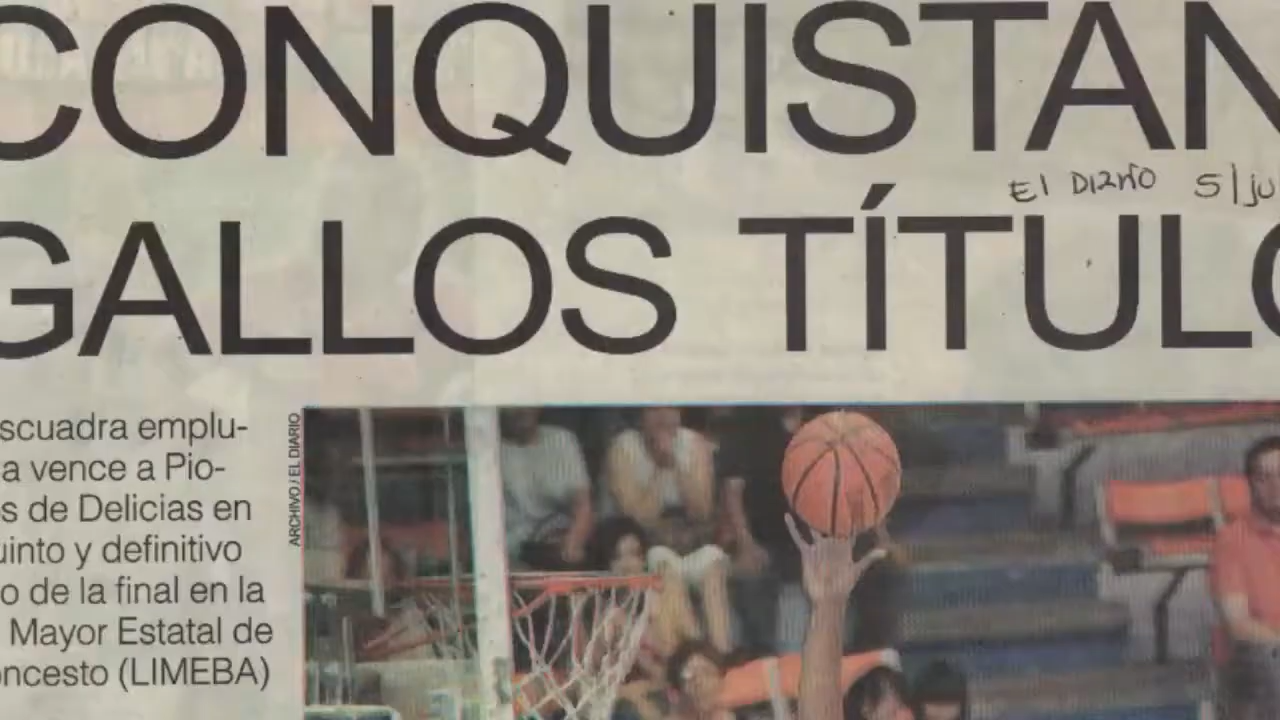 CONQUISTAN
El DIARIO 5/ju
GALLOS TÍTULO
scuadra emplu-
a vence a Pio-
s de Delicias en
uinto y definitivo
o de la final en la
Mayor Estatal de
oncesto (LIMEBA)
ARCHIVO / EL DIARIO